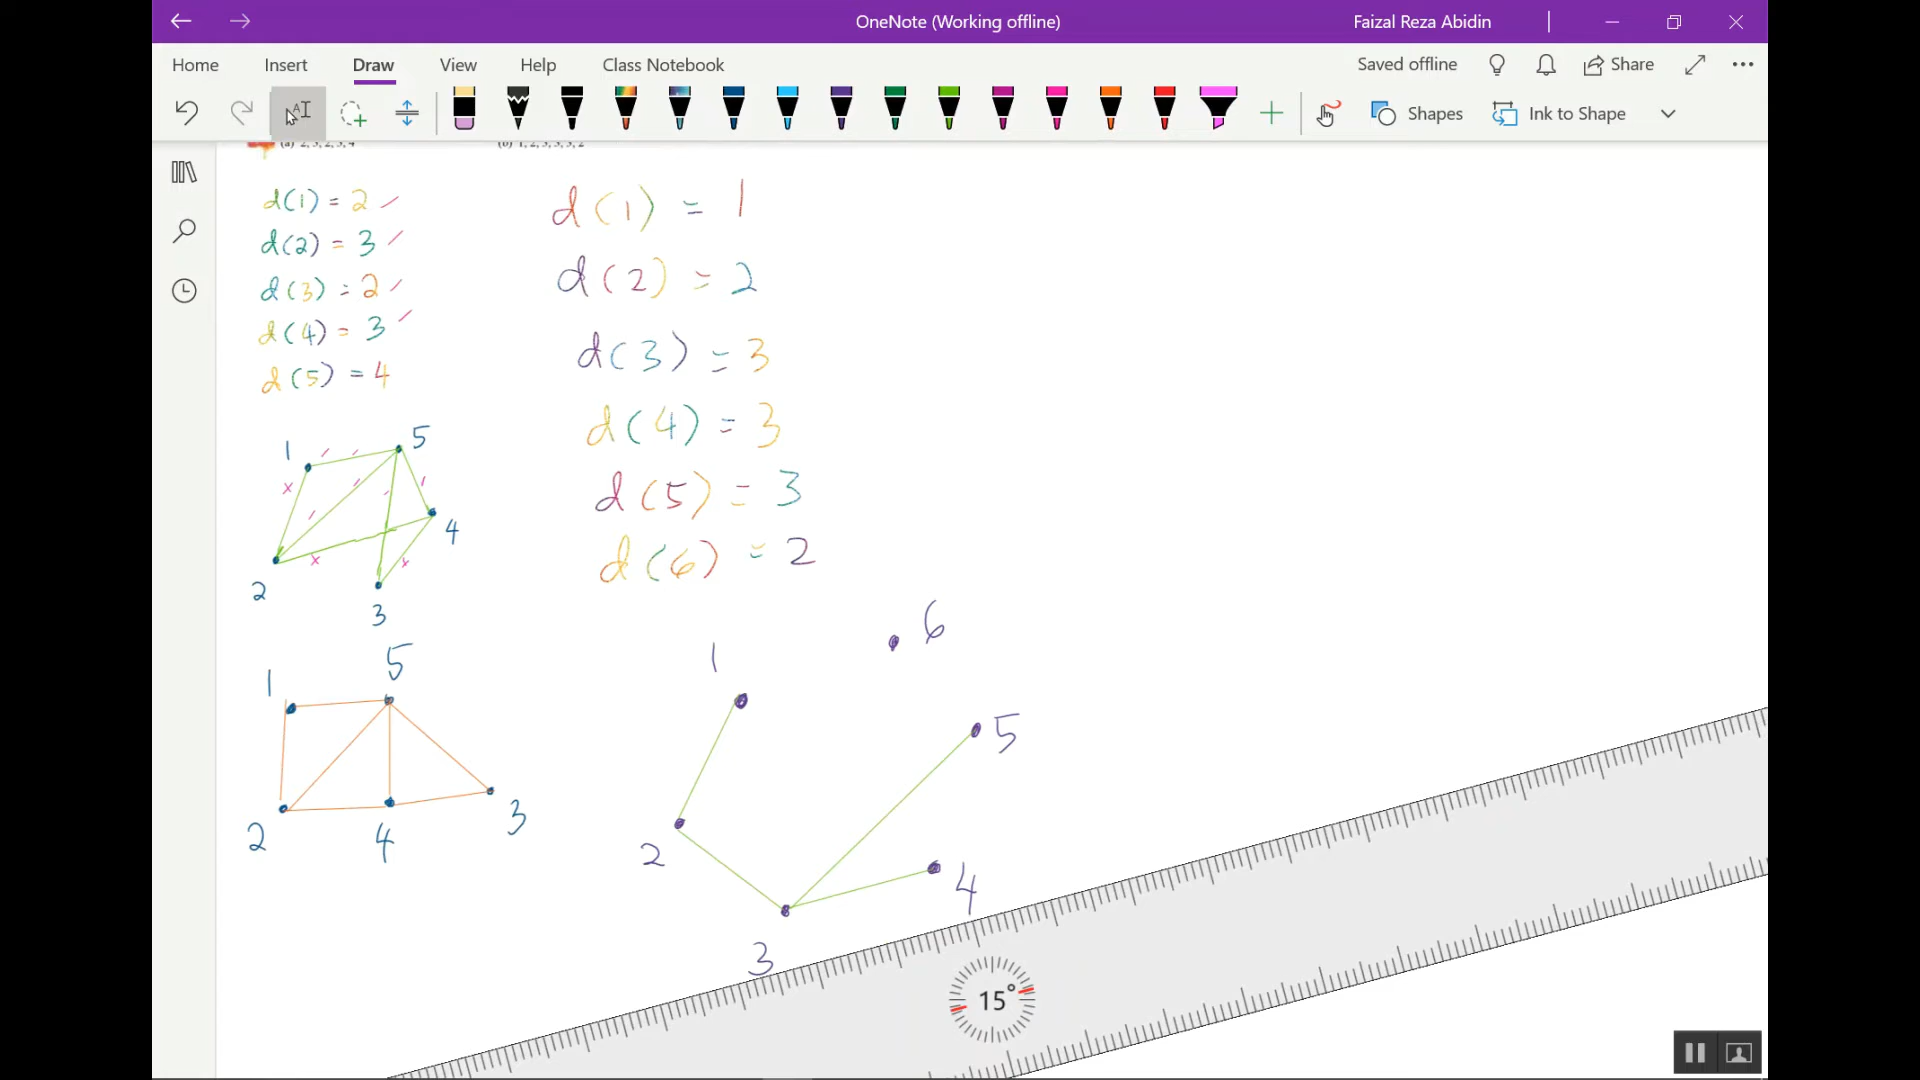 OneNote (Working offline)
Faizal Reza Abidin
Home Insert Draw View Help Class Notebook
Saved offline
Share
Shapes
Ink to Shape
d(1) = 2
d(2) = 3
d(3) = 2
d(4) = 3
d(5) = 4
d(1) = 1
d(2) = 2
d(3) = 3
d(4) = 3
d(5) = 3
d(6) = 2
1
5
4
2
3
1
5
2
4
3
1
6
5
2
4
3
15°